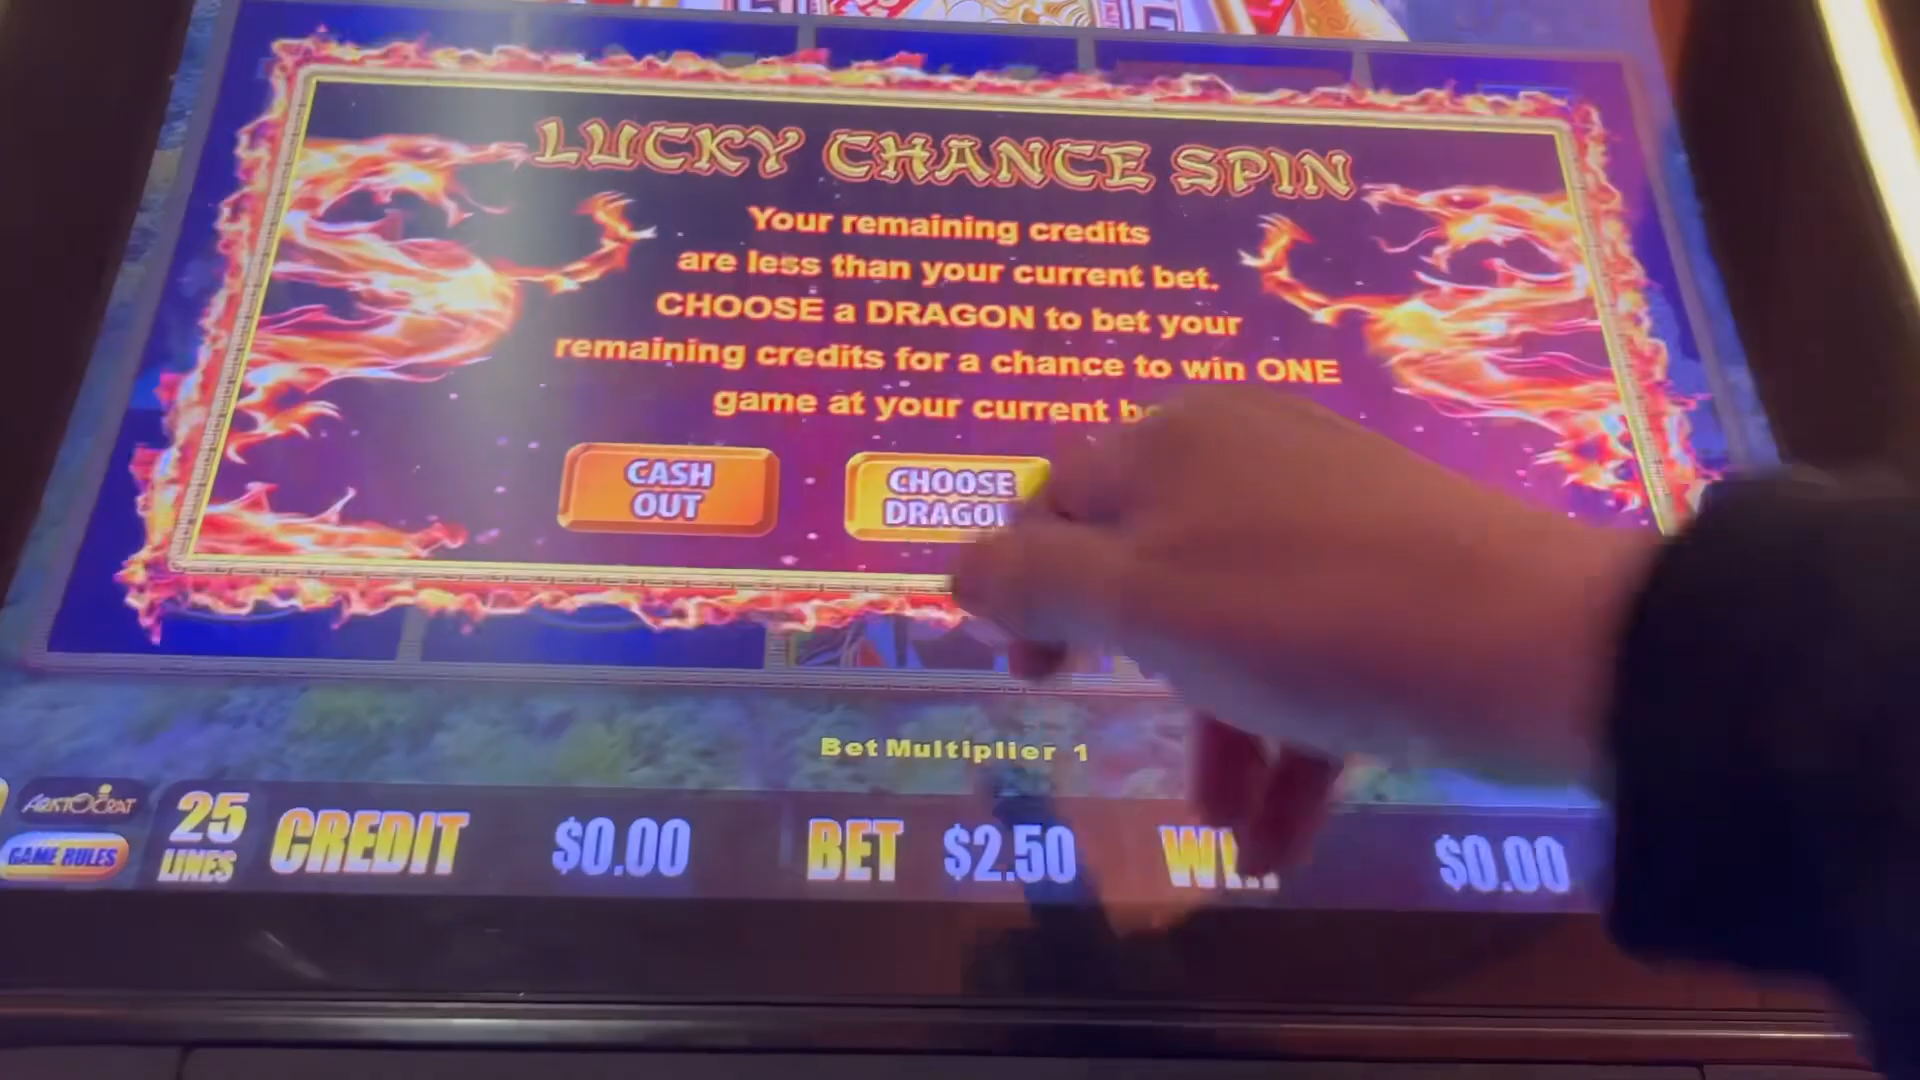 LUCKY CHANCE SPIN
Your remaining credits
are less than your current bet.
CHOOSE a DRAGON to bet your
remaining credits for a chance to win ONE
game at your current
CASH
OUT
CHOOSE
Bet Multiplier 1
ARISTOCRAT
GAME RULES
25
LINES
CREDIT
$0.00
BET
$2.50
$0.00